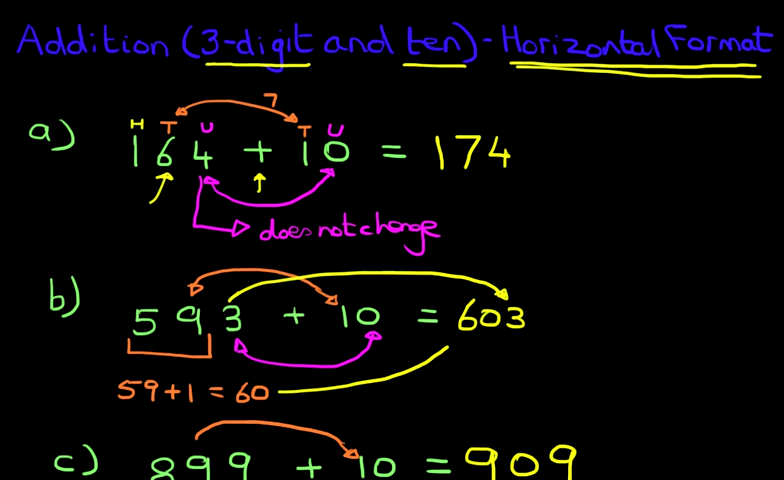 Addition (3-digit and ten) - Horizontal Format
7
H T U T U
a) 164 + 10 = 174
does not change
b) 593 + 10 = 603
59+1 = 60
c) 899 + 10 = 909